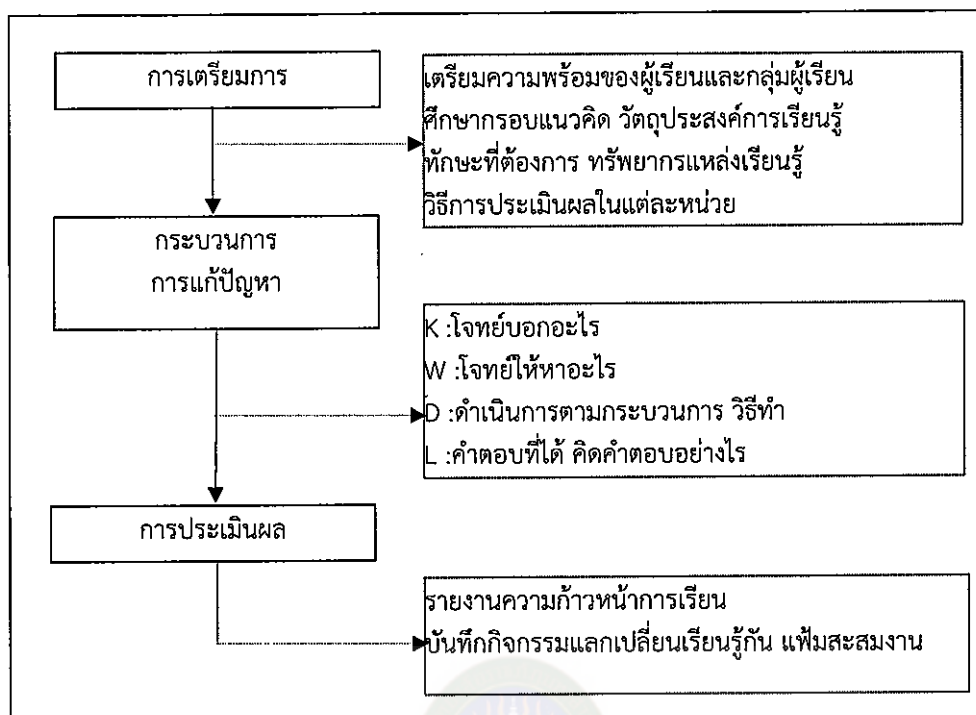 การเตรียมการ
เตรียมความพร้อมของผู้เรียนและกลุ่มผู้เรียน
ศึกษากรอบแนวคิด วัตถุประสงค์การเรียนรู้
ทักษะที่ต้องการ ทรัพยากรแหล่งเรียนรู้
วิธีการประเมินผลในแต่ละหน่วย
กระบวนการ
การแก้ปัญหา
K :โจทย์บอกอะไร
W :โจทย์ให้หาอะไร
D :ดำเนินการตามกระบวนการ วิธีทำ
L :คำตอบที่ได้ คิดคำตอบอย่างไร
การประเมินผล
รายงานความก้าวหน้าการเรียน
บันทึกกิจกรรมแลกเปลี่ยนเรียนรู้กัน แฟ้มสะสมงาน